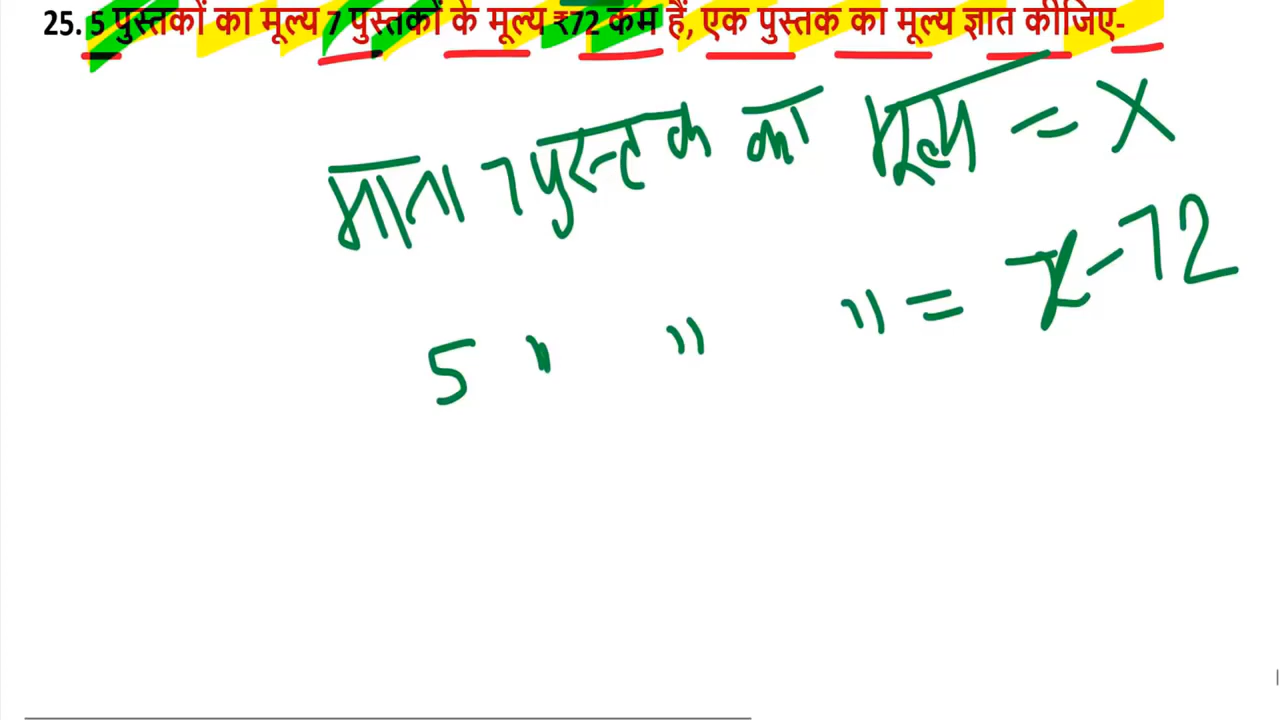 25. 5 पुस्तकों का मूल्य 7 पुस्तकों के मूल्य ₹72 कम हैं, एक पुस्तक का मूल्य ज्ञात कीजिए-
माना 7 पुस्तक का मूल्य = x
5 " " " = x - 72